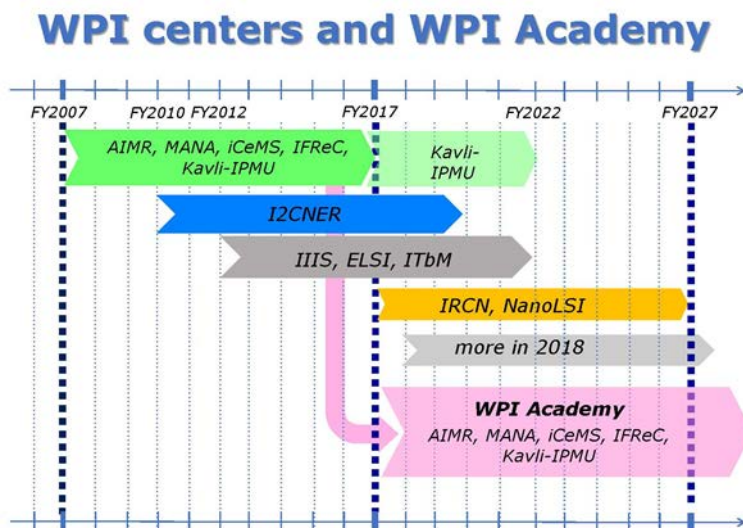 WPI centers and WPI Academy
FY2007 FY2010 FY2012 FY2017 FY2022 FY2027
AIMR, MANA, iCeMS, IFReC,
Kavli-IPMU
Kavli-
IPMU
I2CNER
IIIS, ELSI, ITbM
IRCN, NanoLSI
more in 2018
WPI Academy
AIMR, MANA, iCeMS, IFReC,
Kavli-IPMU